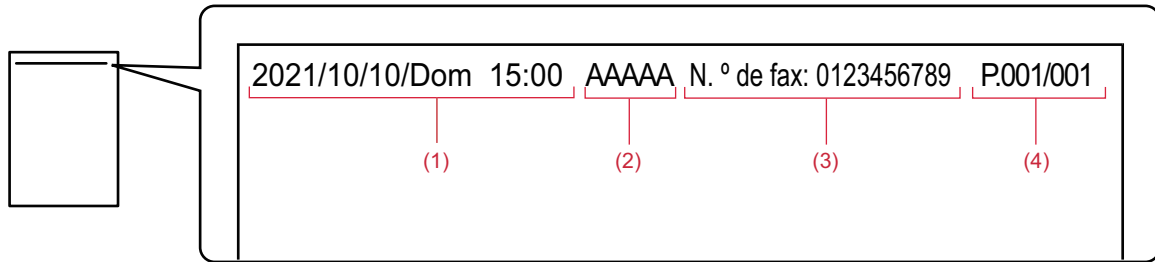 2021/10/10/Dom 15:00 AAAAA N. º de fax: 0123456789 P.001/001
(1) (2) (3) (4)